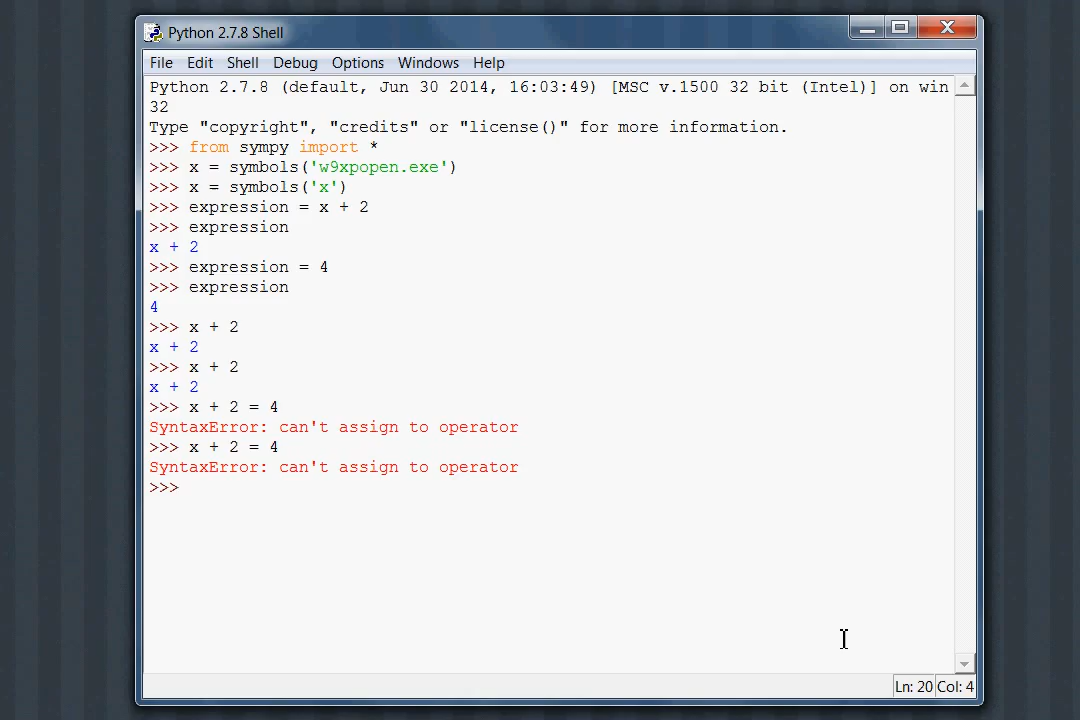 Python 2.7.8 Shell
File Edit Shell Debug Options Windows Help
Python 2.7.8 (default, Jun 30 2014, 16:03:49) [MSC v.1500 32 bit (Intel)] on win
32
Type "copyright", "credits" or "license()" for more information.
>>> from sympy import *
>>> x = symbols('w9xpopen.exe')
>>> x = symbols('x')
>>> expression = x + 2
>>> expression
x + 2
>>> expression = 4
>>> expression
4
>>> x + 2
x + 2
>>> x + 2
x + 2
>>> x + 2 = 4
SyntaxError: can't assign to operator
>>> x + 2 = 4
SyntaxError: can't assign to operator
>>>
Ln: 20 Col: 4